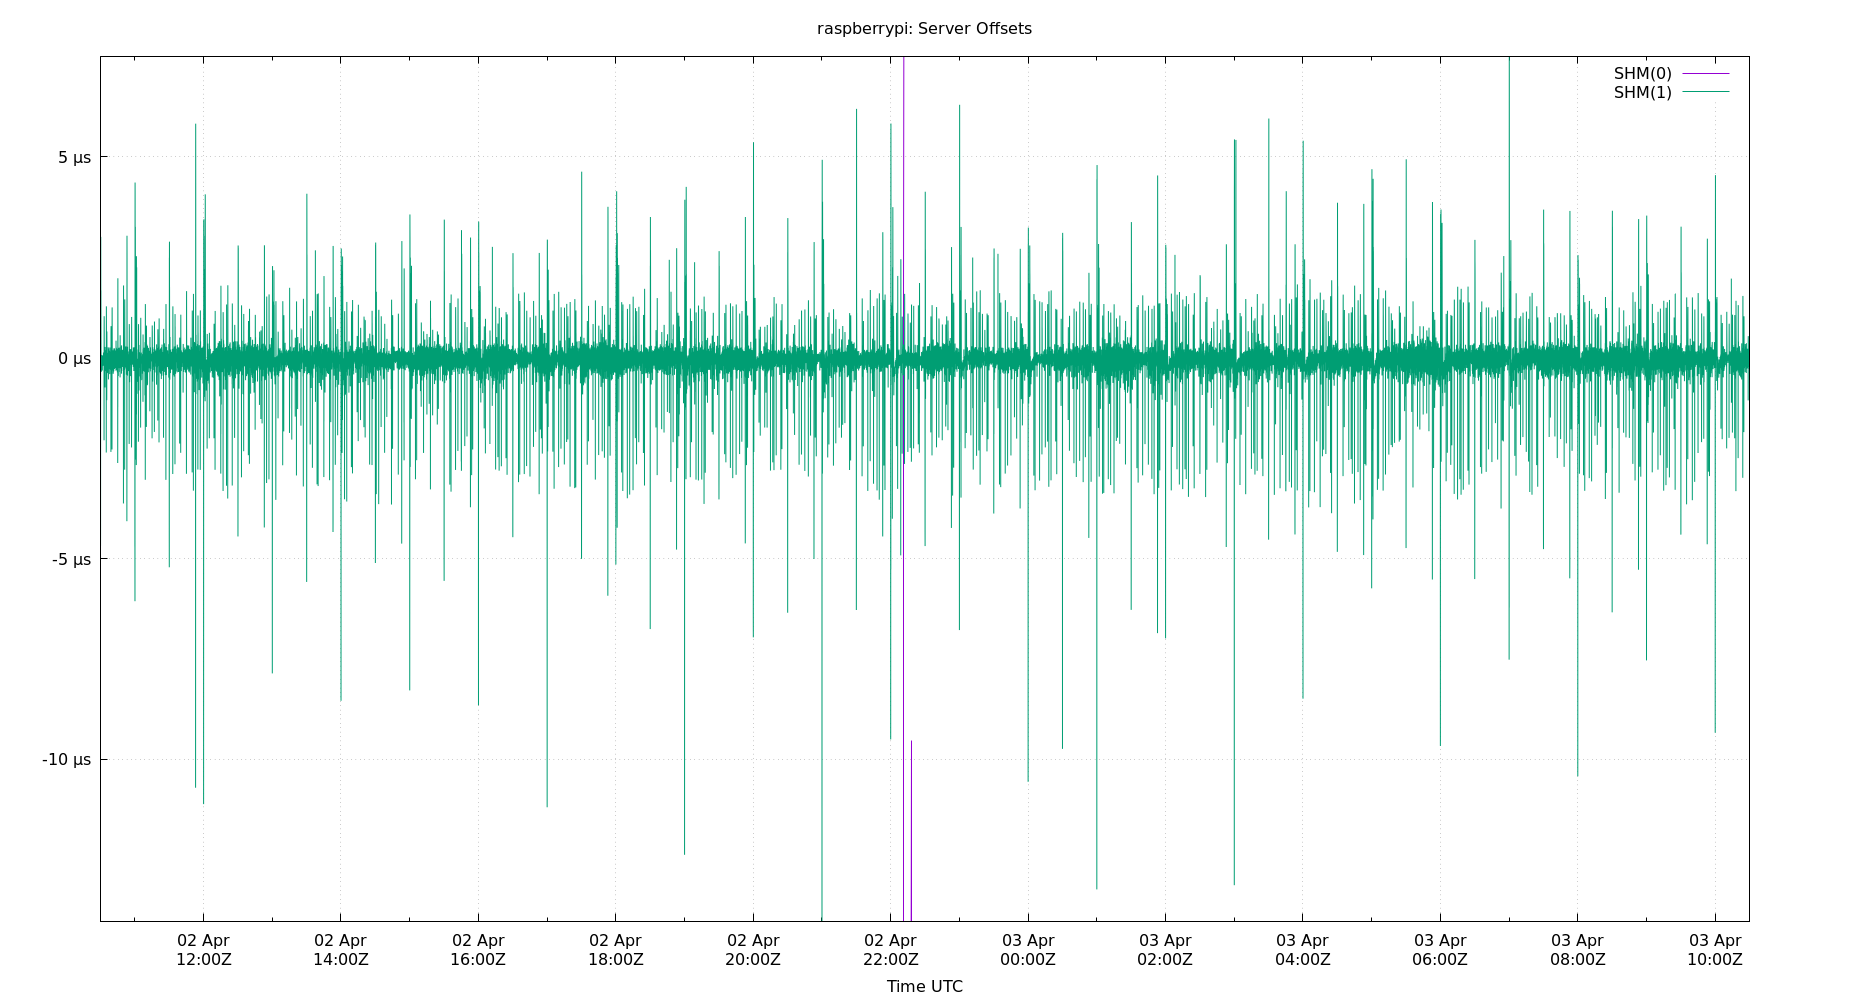 raspberrypi: Server Offsets
SHM(0)
SHM(1)
5 µs
0 µs
-5 µs
-10 µs
02 Apr 02 Apr 02 Apr 02 Apr 02 Apr 02 Apr 03 Apr 03 Apr 03 Apr 03 Apr 03 Apr 03 Apr
12:00Z 14:00Z 16:00Z 18:00Z 20:00Z 22:00Z 00:00Z 02:00Z 04:00Z 06:00Z 08:00Z 10:00Z
Time UTC